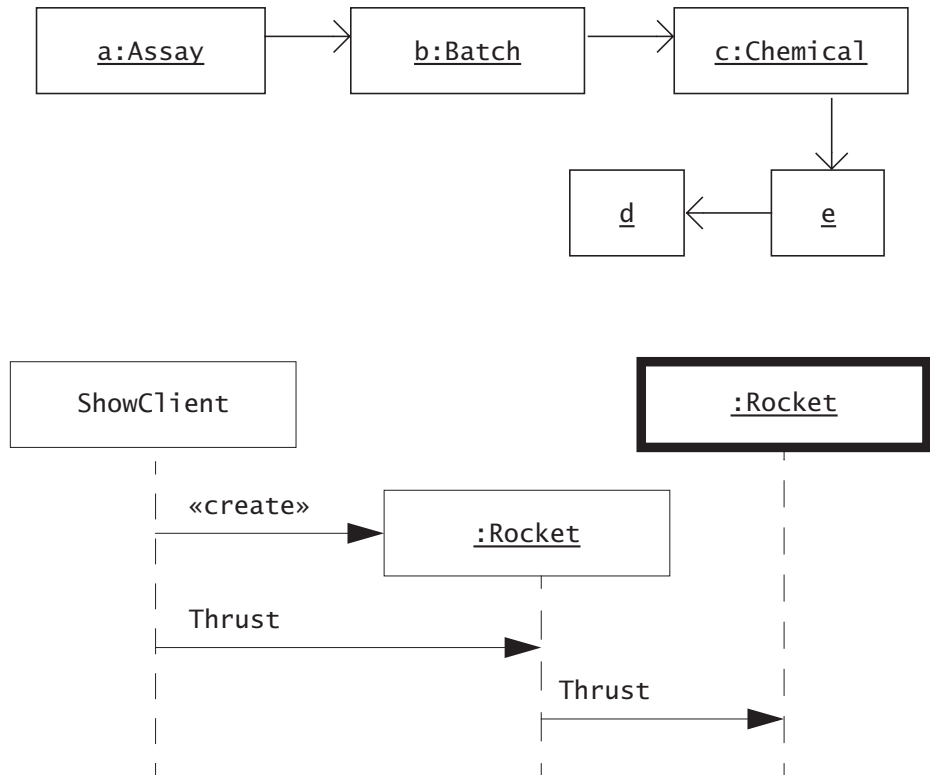 a:Assay
b:Batch
c:Chemical
d
e
ShowClient
:Rocket
«create»
:Rocket
Thrust
Thrust